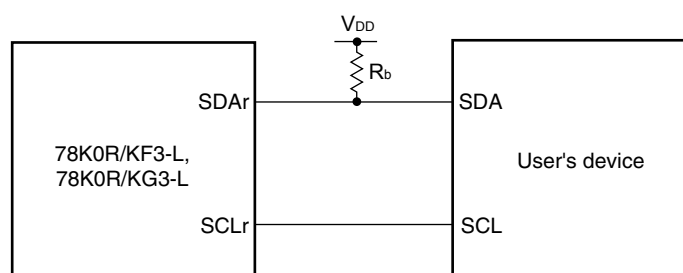 VDD
Rb
SDAr
SDA
78K0R/KF3-L,
78K0R/KG3-L
User's device
SCLr
SCL